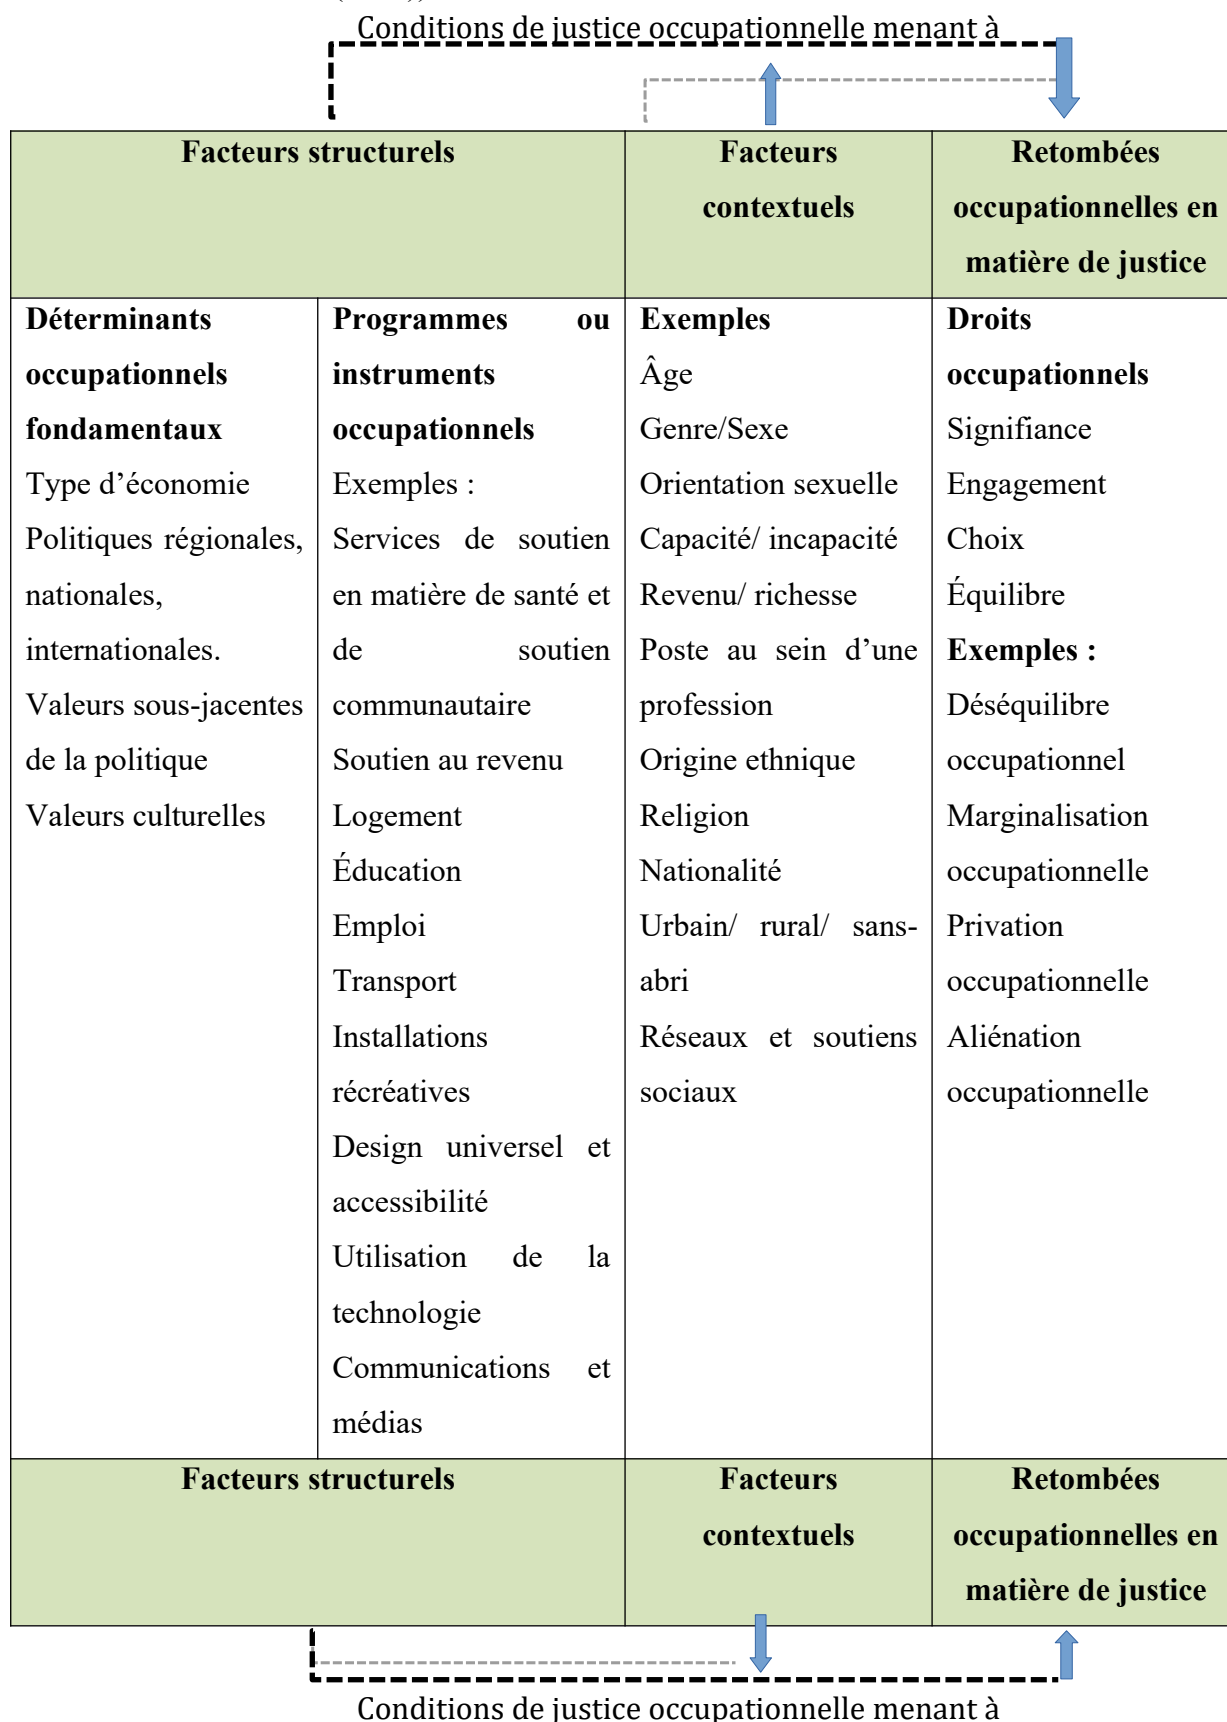 Conditions de justice occupationnelle menant à
Facteurs structurels
Facteurs
contextuels
Retombées
occupationnelles en
matière de justice
Déterminants
occupationnels
fondamentaux
Type d’économie
Politiques régionales,
nationales,
internationales.
Valeurs sous-jacentes
de la politique
Valeurs culturelles
Programmes ou
instruments
occupationnels
Exemples :
Services de soutien
en matière de santé et
de soutien
communautaire
Soutien au revenu
Logement
Éducation
Emploi
Transport
Installations
récréatives
Design universel et
accessibilité
Utilisation de la
technologie
Communications et
médias
Exemples
Âge
Genre/Sexe
Orientation sexuelle
Capacité/ incapacité
Revenu/ richesse
Poste au sein d’une
profession
Origine ethnique
Religion
Nationalité
Urbain/ rural/ sans-
abri
Réseaux et soutiens
sociaux
Droits
occupationnels
Signifiance
Engagement
Choix
Équilibre
Exemples :
Déséquilibre
occupationnel
Marginalisation
occupationnelle
Privation
occupationnelle
Aliénation
occupationnelle
Facteurs structurels
Facteurs
contextuels
Retombées
occupationnelles en
matière de justice
Conditions de justice occupationnelle menant à